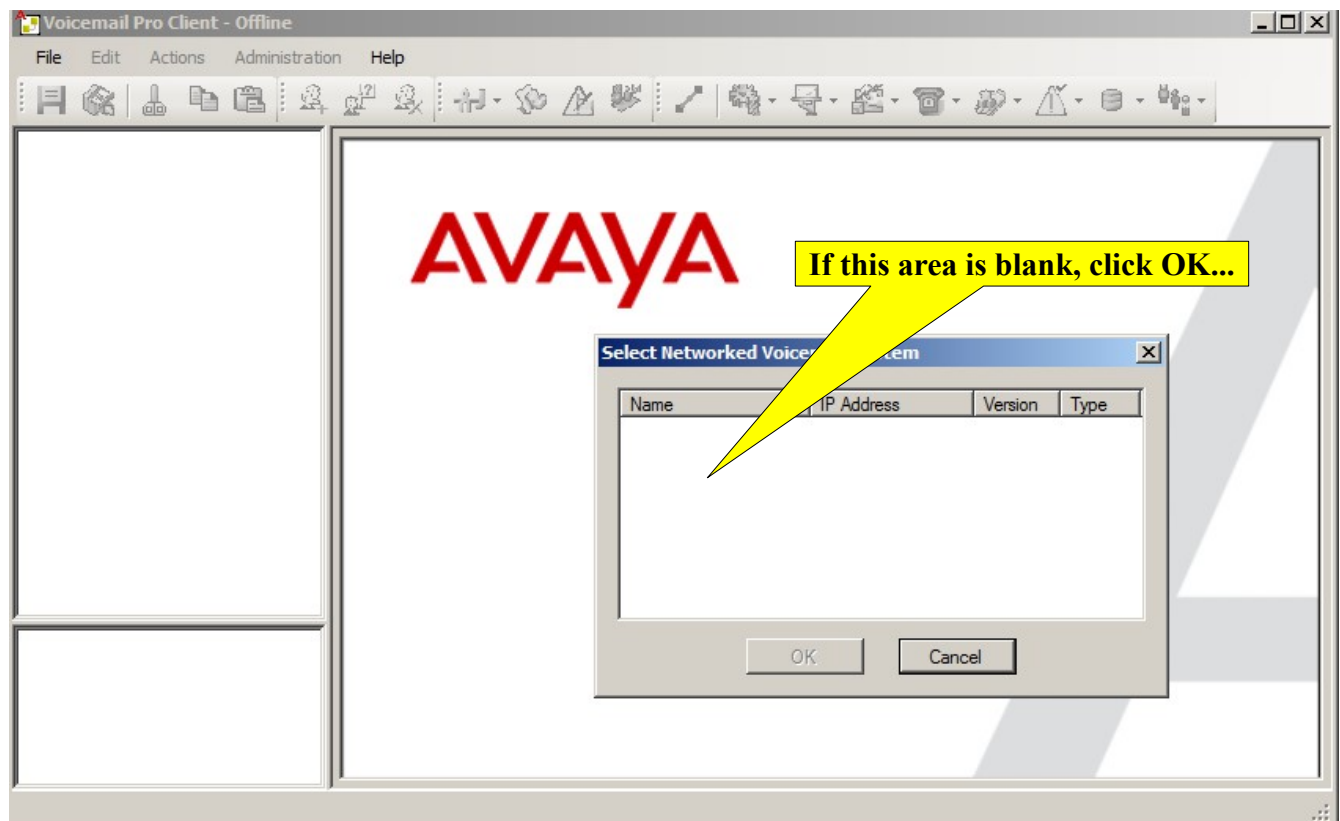 Voicemail Pro Client - Offline
File Edit Actions Administration Help
AVAYA
If this area is blank, click OK...
Select Networked Voicem tem
Name IP Address Version Type
OK Cancel